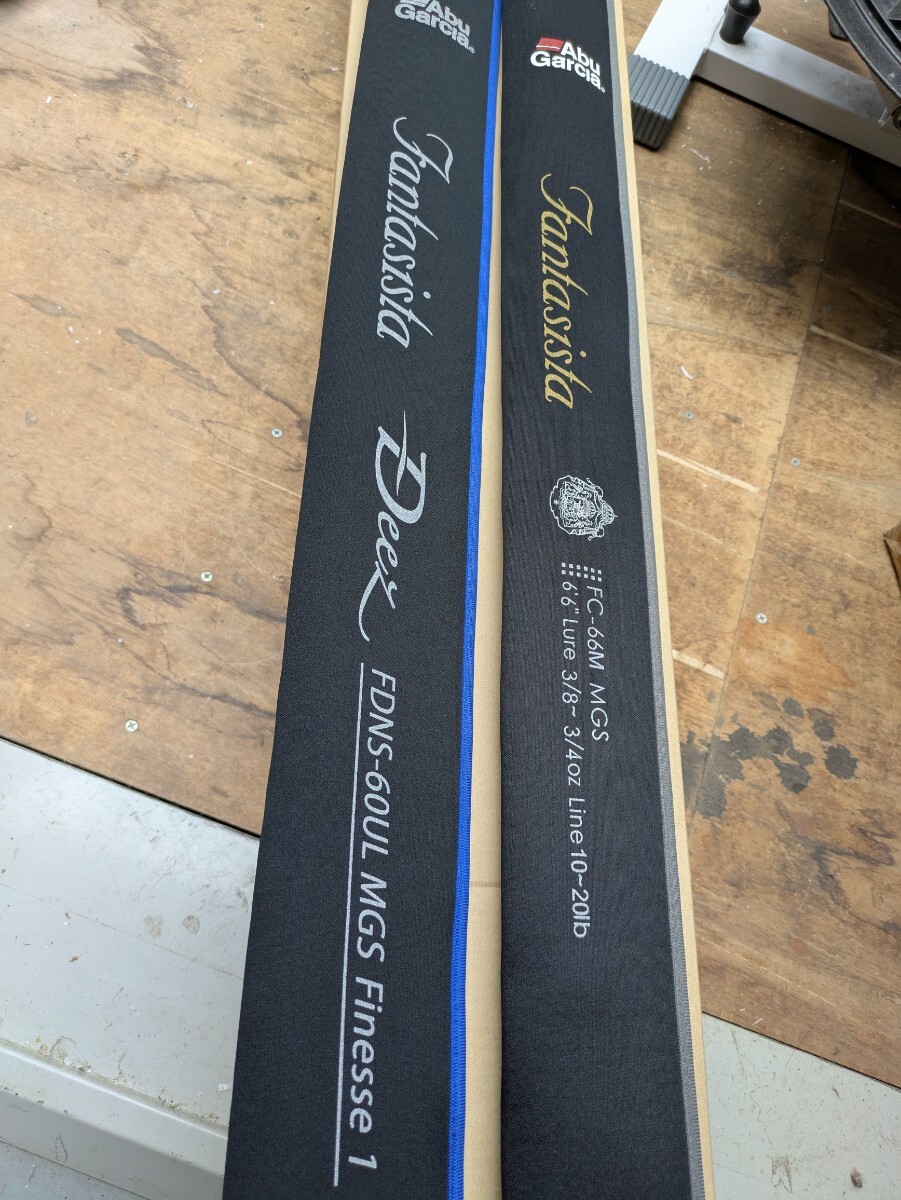 Abu
Garcia®
Fantasista
Deez
FDNS-60UL MGS Finesse 1
Abu
Garcia®
Fantasista
FC-66M MGS
6'6" Lure 3/8~3/4oz Line 10~20lb